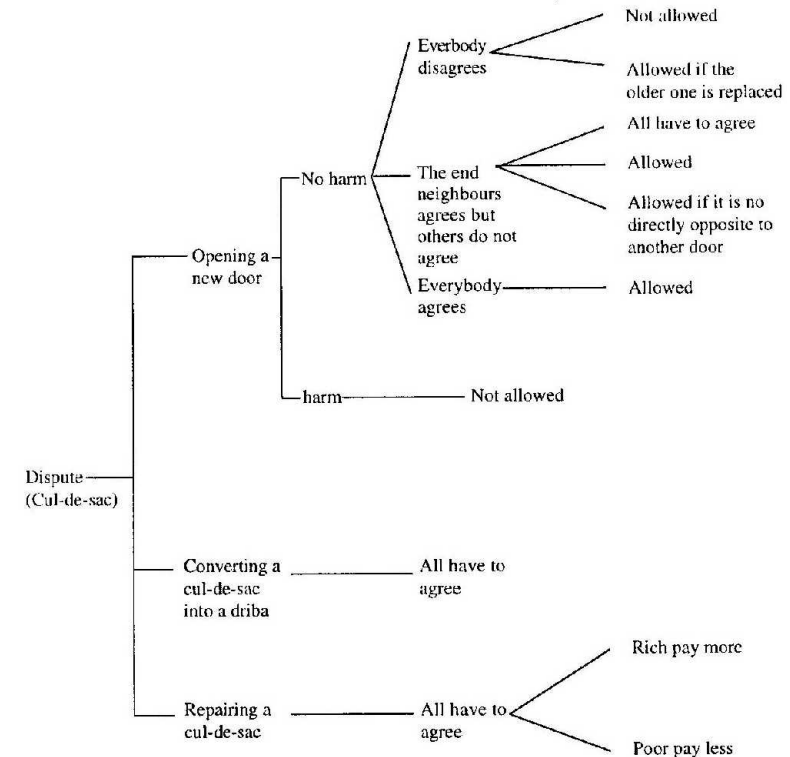 Not allowed
Everbody
disagrees
Allowed if the
older one is replaced
All have to agree
No harm
The end
neighbours
agrees but
others do not
agree
Allowed
Allowed if it is no
directly opposite to
another door
Opening a
new door
Everybody
agrees
Allowed
harm
Not allowed
Dispute
(Cul-de-sac)
Converting a
cul-de-sac
into a driba
All have to
agree
Rich pay more
Repairing a
cul-de-sac
All have to
agree
Poor pay less